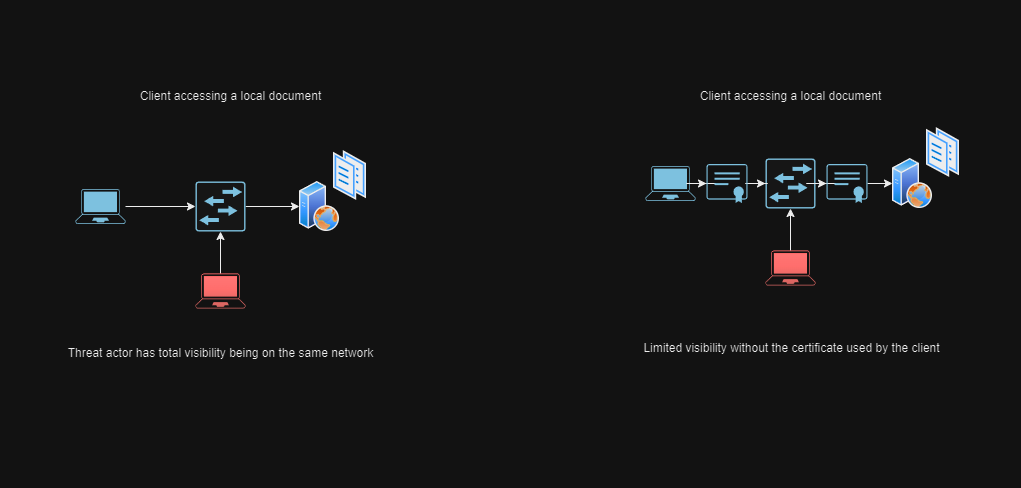 Client accessing a local document
Client accessing a local document
Threat actor has total visibility being on the same network
Limited visibility without the certificate used by the client